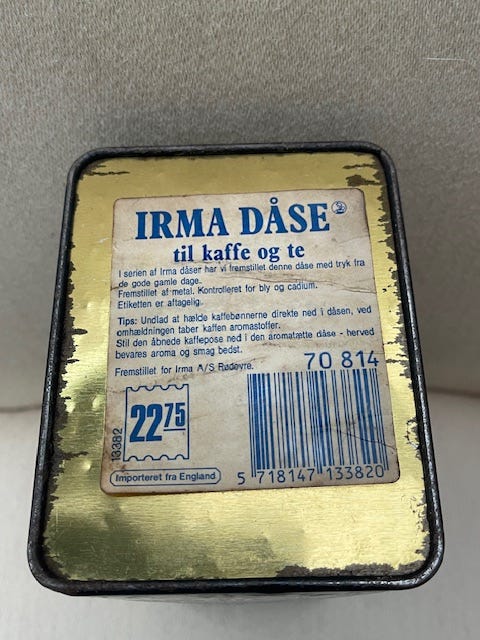 IRMA DÅSE
til kaffe og te
I serien af Irma dåser har vi fremstillet denne dåse med tryk fra
de gode gamle dage.
Fremstillet af metal. Kontrolleret for bly og cadium.
Etiketten er aftagelig.
Tips: Undlad at hælde kaffebønnerne direkte ned i dåsen, ved
omhældningen taber kaffen aromastoffer.
Stil den åbnede kaffepose ned i den aromatætte dåse - herved
bevares aroma og smag bedst.
Fremstillet for Irma A/S Rødovre.
70 814
22 75
13382
Importeret fra England
5 718147 133820